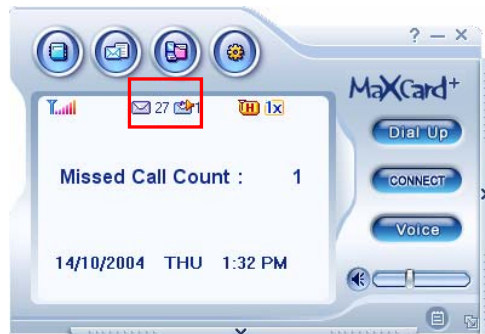 ? – X
MaXCard+
27 1 H 1x
Dial Up
Missed Call Count : 1
CONNECT
Voice
14/10/2004 THU 1:32 PM